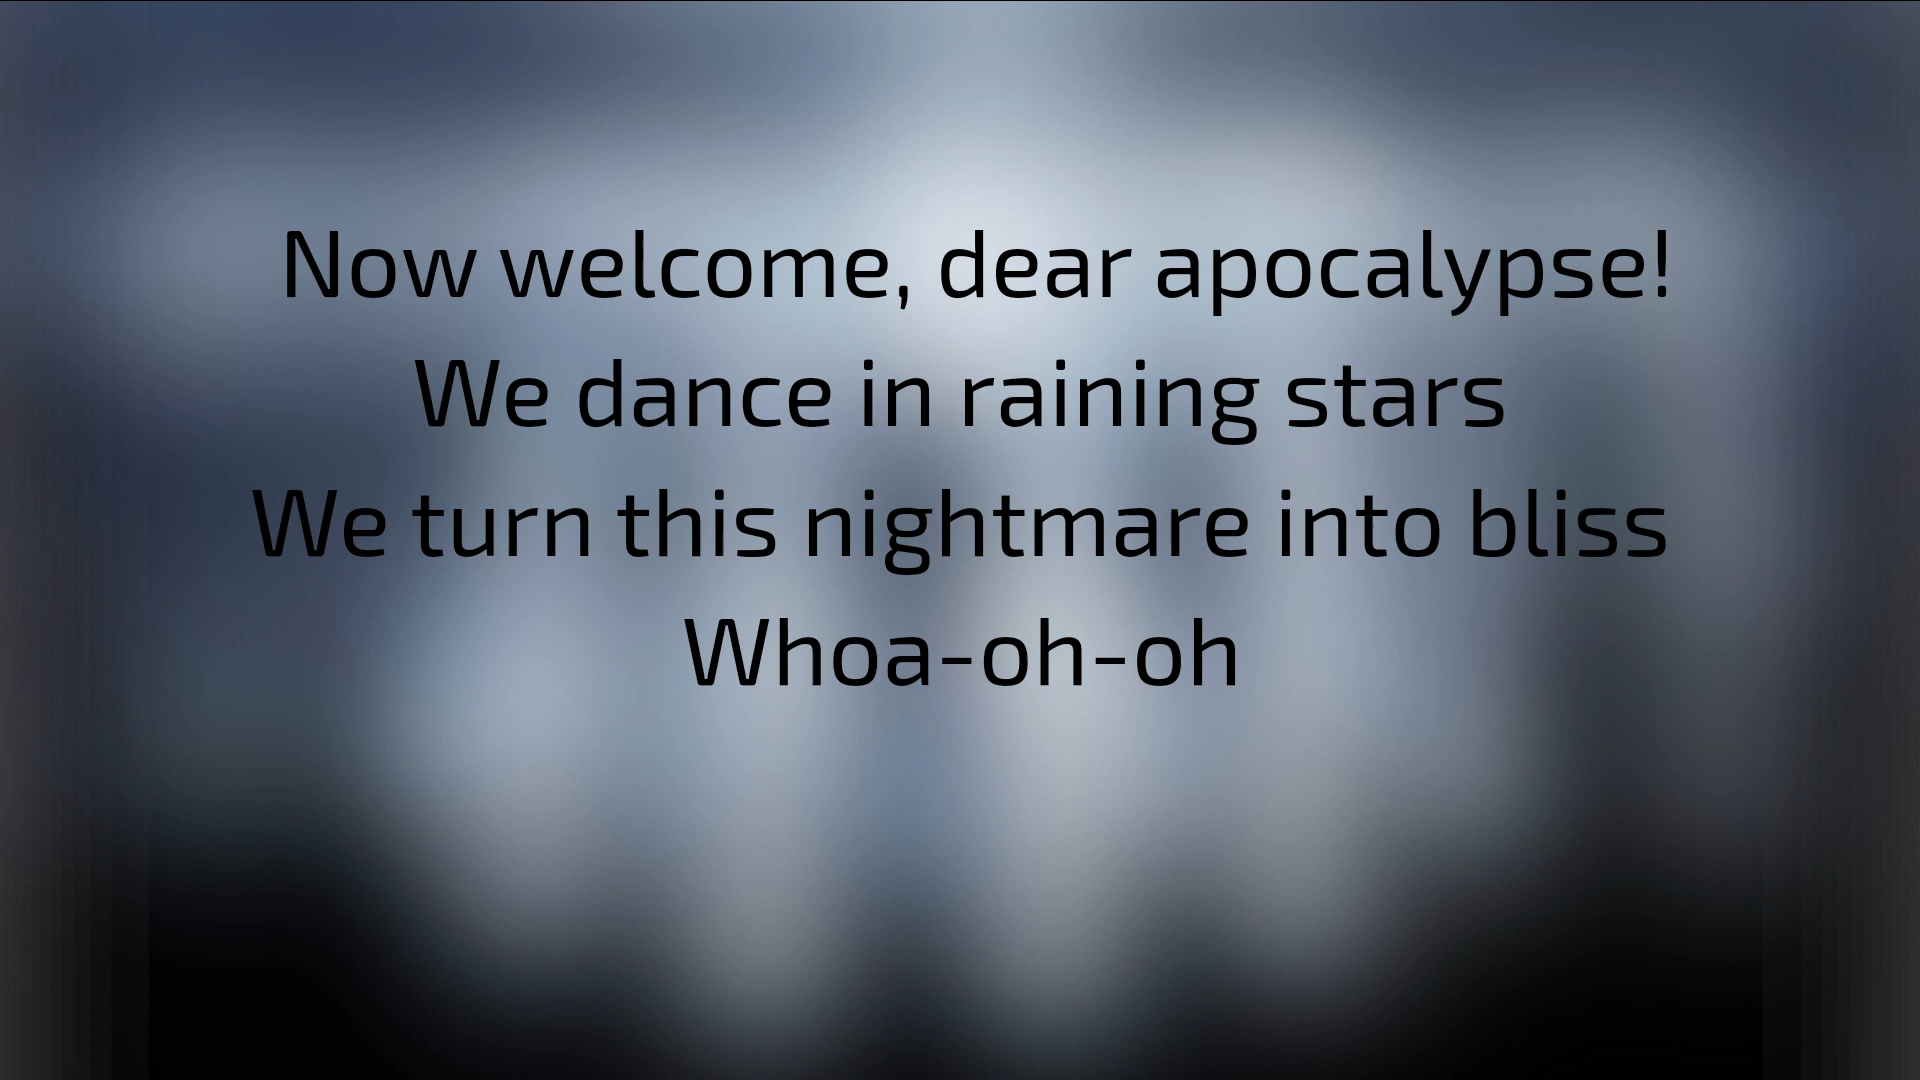 Now welcome, dear apocalypse!
We dance in raining stars
We turn this nightmare into bliss
Whoa-oh-oh